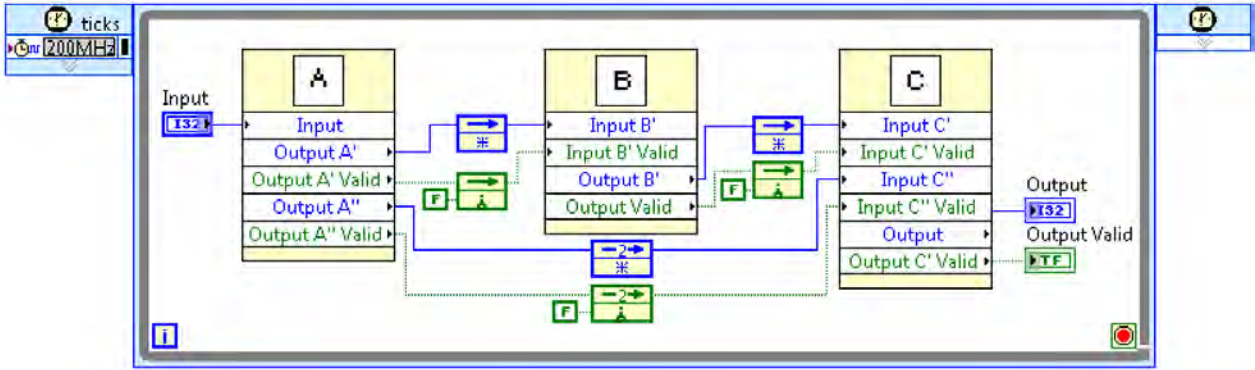 ticks
200MHz
Input
I32
A
Input
Output A'
Output A' Valid
Output A''
Output A'' Valid
F
B
Input B'
Input B' Valid
Output B'
Output Valid
2
F
2
F
C
Input C'
Input C' Valid
Input C''
Input C'' Valid
Output
Output C' Valid
Output
I32
Output Valid
TF
i